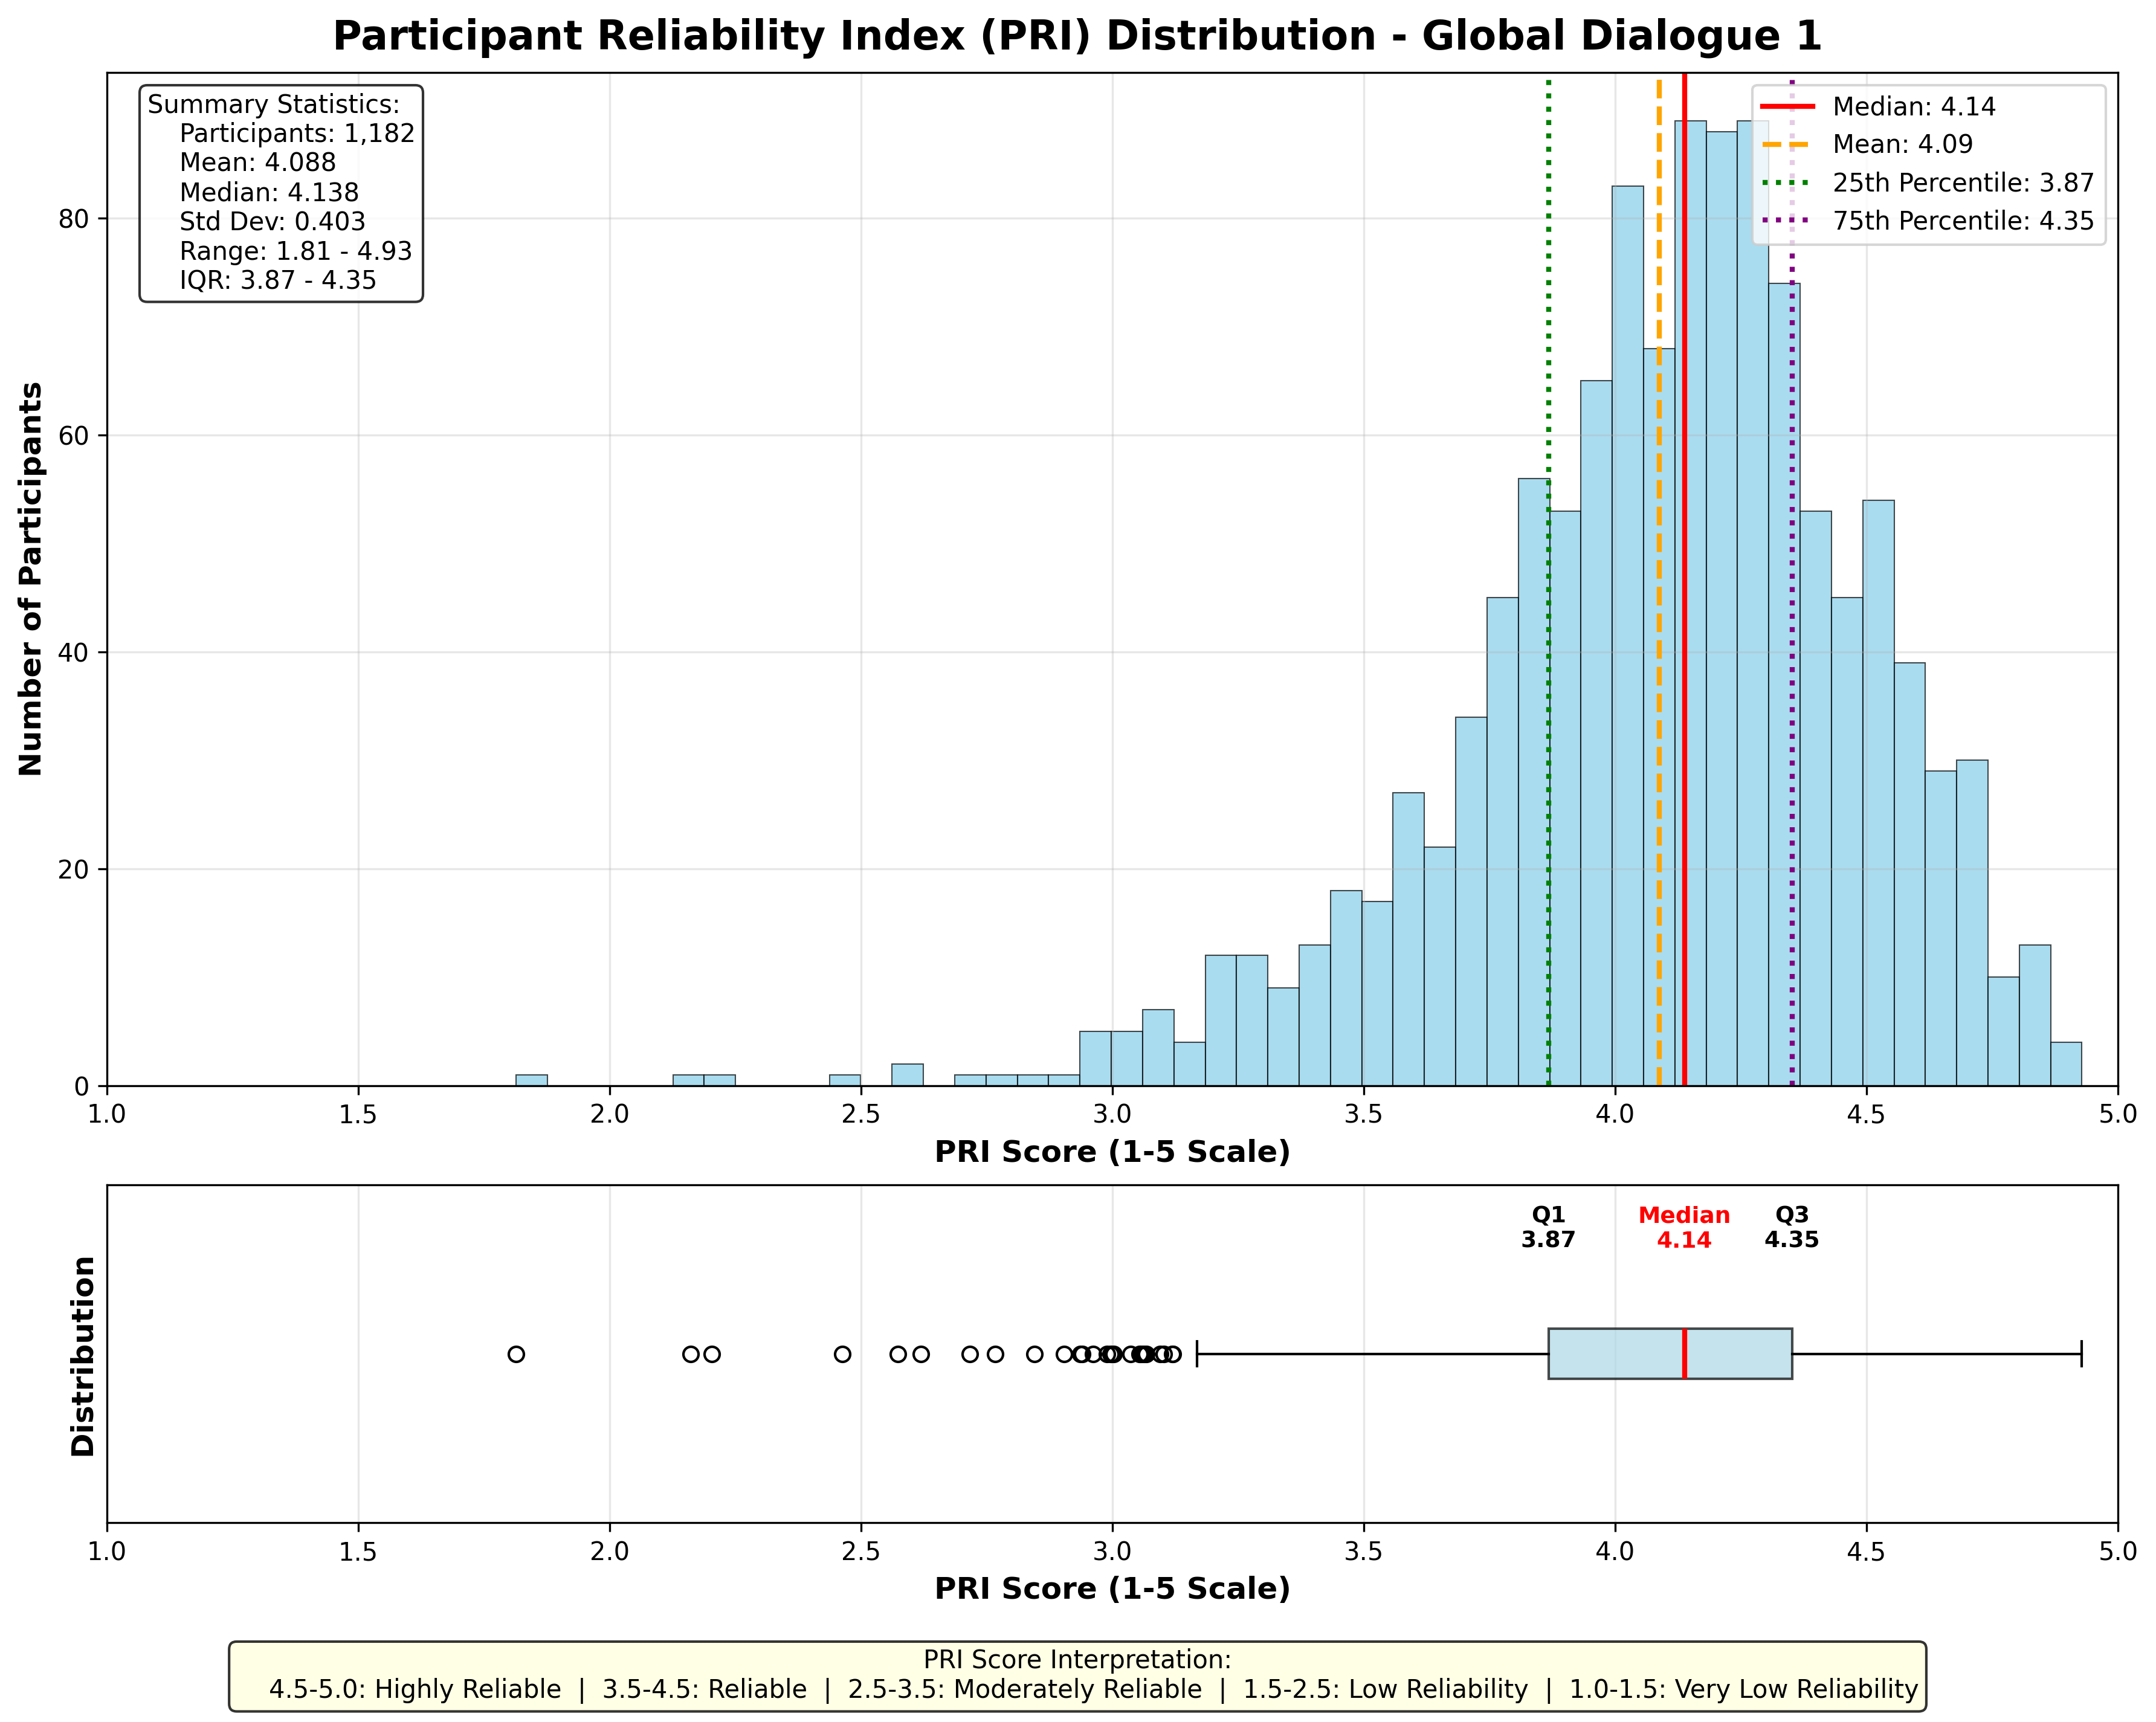 Participant Reliability Index (PRI) Distribution - Global Dialogue 1
Summary Statistics:
Participants: 1,182
Mean: 4.088
Median: 4.138
Std Dev: 0.403
Range: 1.81 - 4.93
IQR: 3.87 - 4.35
Median: 4.14
Mean: 4.09
25th Percentile: 3.87
75th Percentile: 4.35
Number of Participants
80
60
40
20
0
1.0 1.5 2.0 2.5 3.0 3.5 4.0 4.5 5.0
PRI Score (1-5 Scale)
Distribution
Q1 Median Q3
3.87 4.14 4.35
1.0 1.5 2.0 2.5 3.0 3.5 4.0 4.5 5.0
PRI Score (1-5 Scale)
PRI Score Interpretation:
4.5-5.0: Highly Reliable | 3.5-4.5: Reliable | 2.5-3.5: Moderately Reliable | 1.5-2.5: Low Reliability | 1.0-1.5: Very Low Reliability